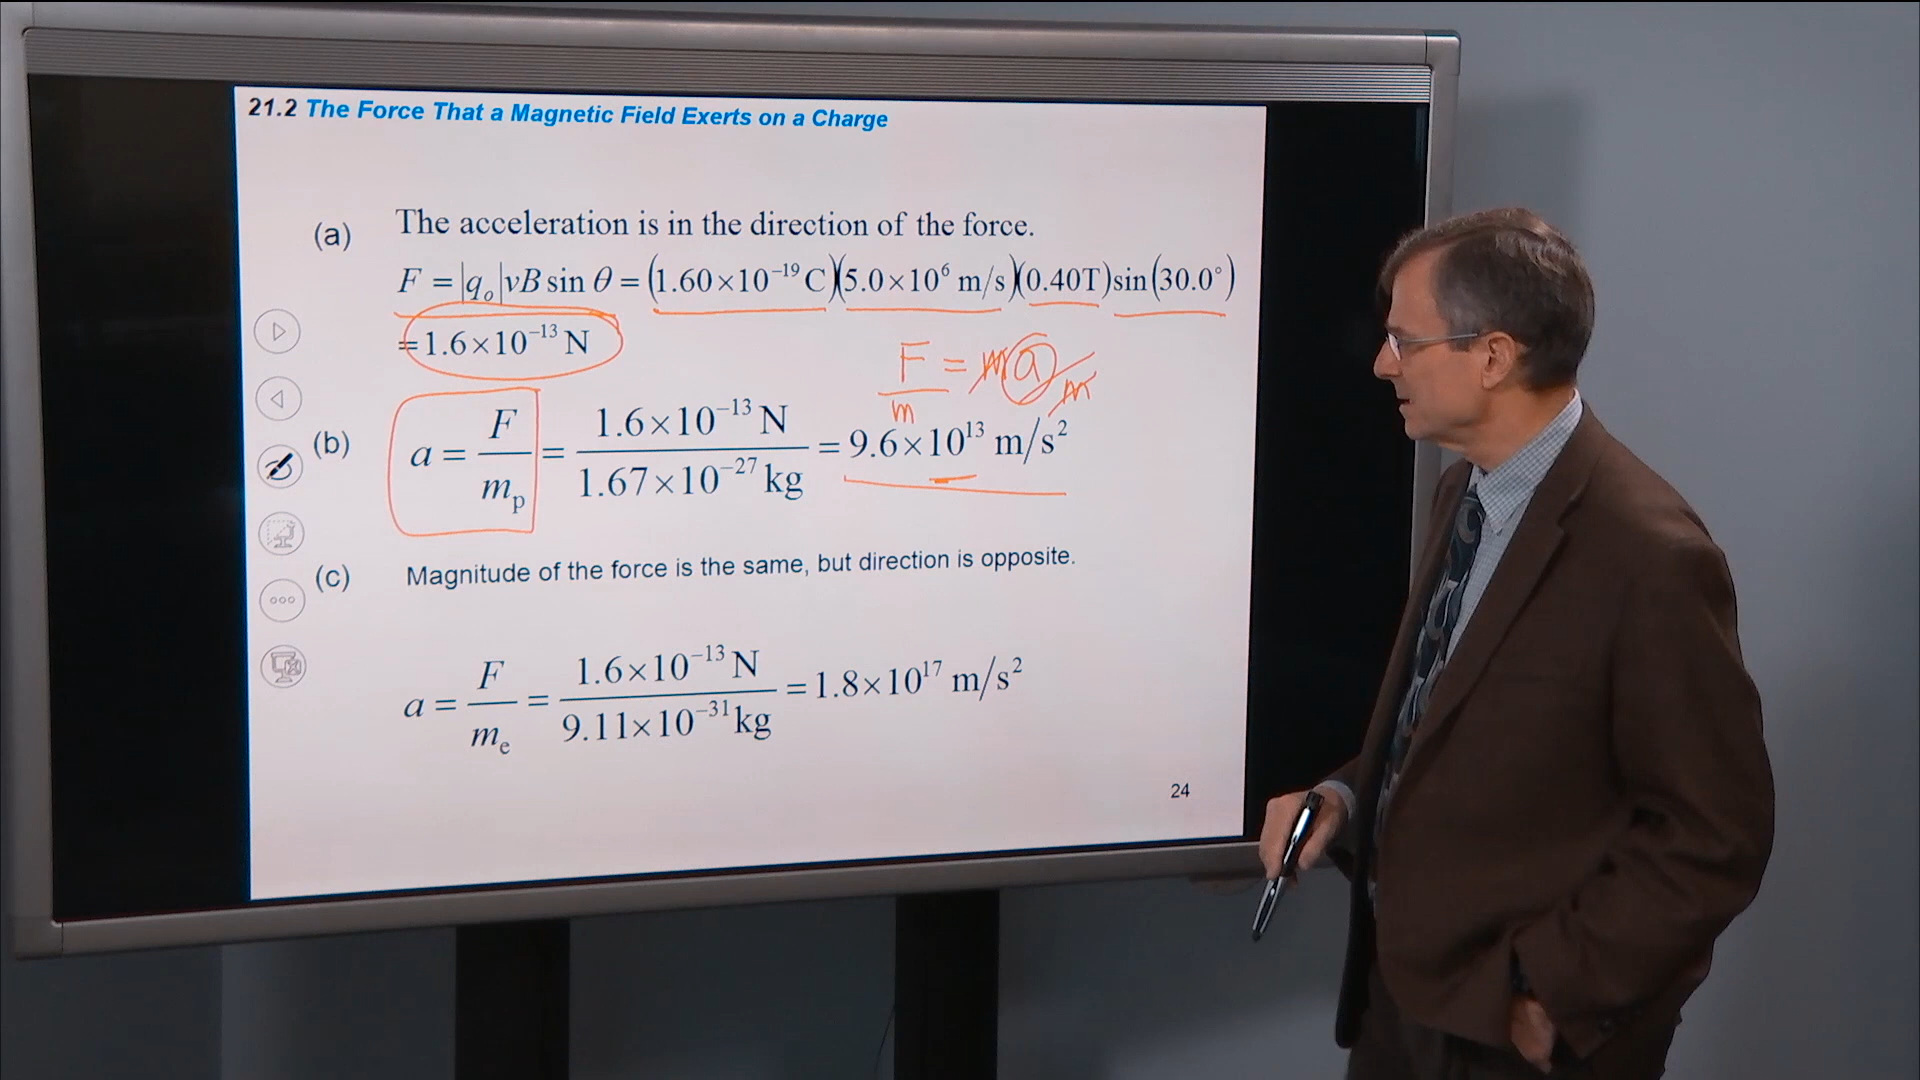 21.2 The Force That a Magnetic Field Exerts on a Charge
(a) The acceleration is in the direction of the force.
F = |qₒ|vB sin θ = (1.60×10⁻¹⁹ C)(5.0×10⁶ m/s)(0.40T)sin(30.0°)
= 1.6×10⁻¹³ N
F/m = ma/m
(b) a = F/mₚ = 1.6×10⁻¹³ N/1.67×10⁻²⁷ kg = 9.6×10¹³ m/s²
(c) Magnitude of the force is the same, but direction is opposite.
a = F/mₑ = 1.6×10⁻¹³ N/9.11×10⁻³¹ kg = 1.8×10¹⁷ m/s²
24